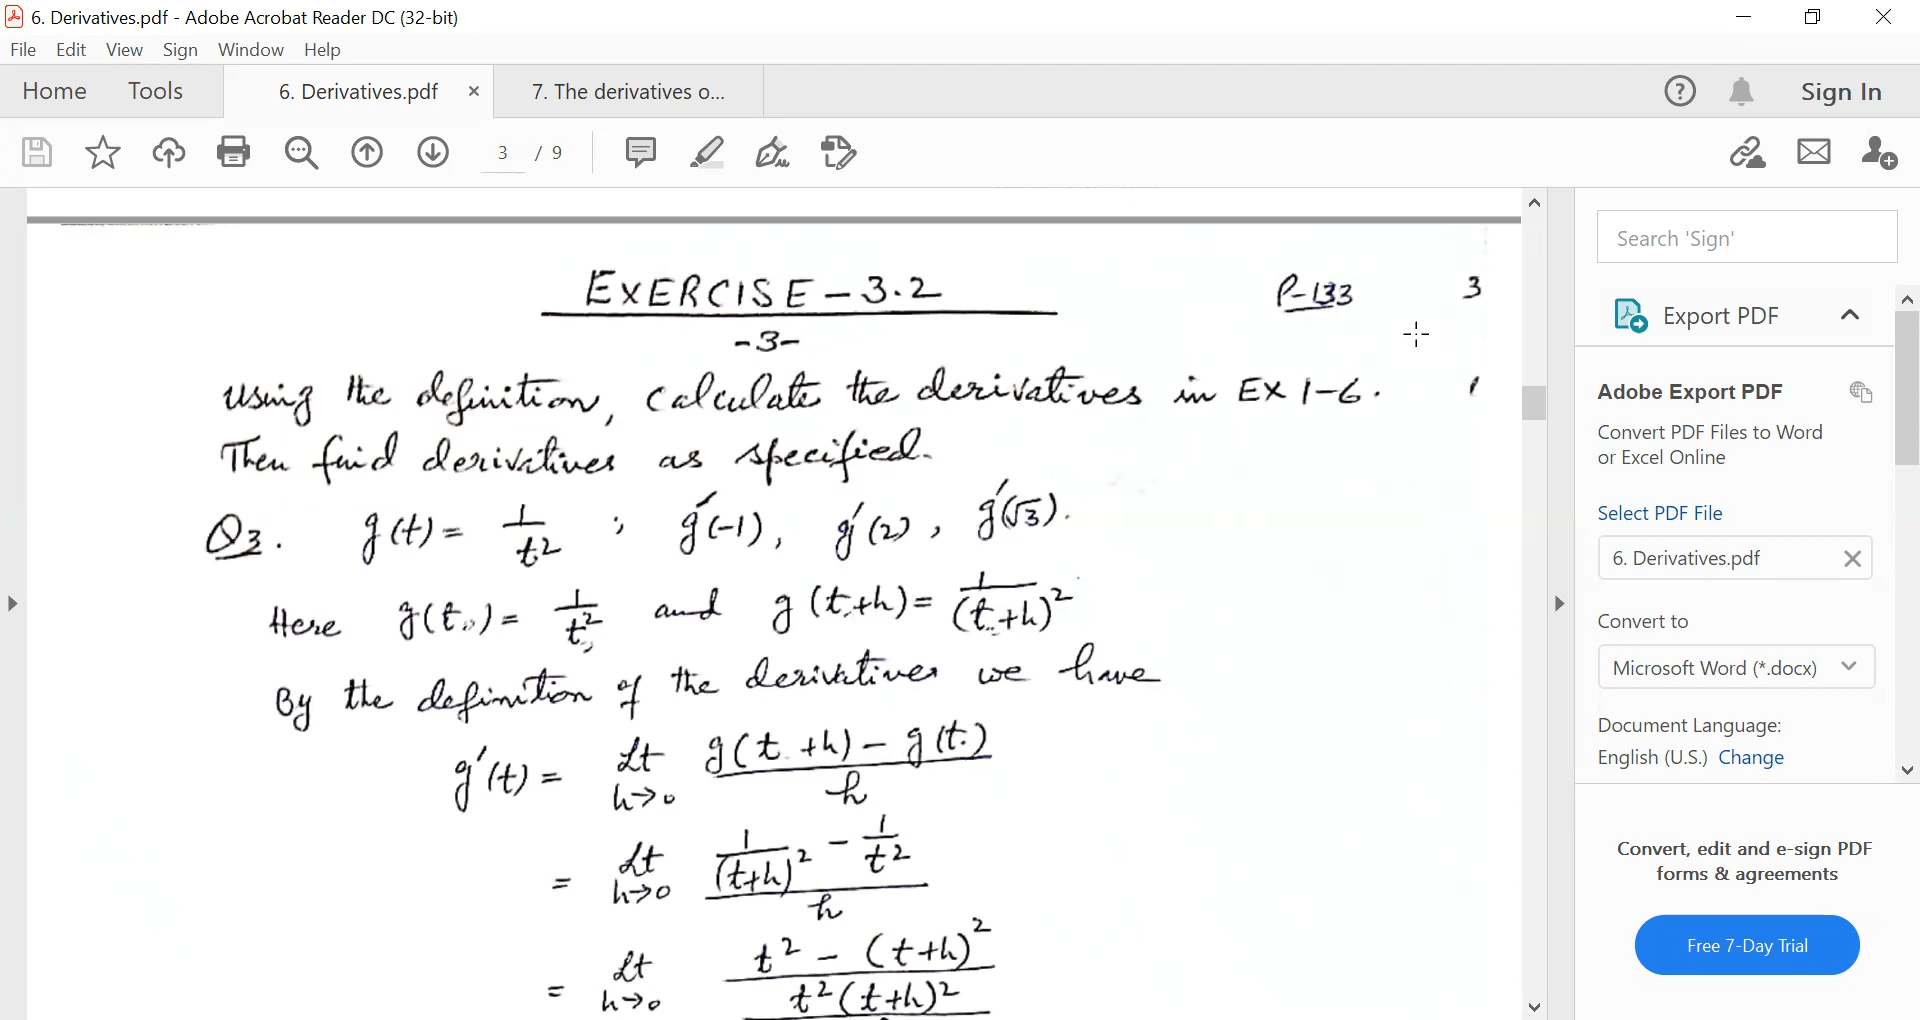 6. Derivatives.pdf - Adobe Acrobat Reader DC (32-bit)
File Edit View Sign Window Help
Home Tools 6. Derivatives.pdf × 7. The derivatives o... ? Sign In
3 / 9
EXERCISE - 3.2 P-133 3
-3-
Using the definition, calculate the derivatives in EX 1-6. 1
Then find derivatives as specified.
Q3. g(t) = 1/t² ; g′(-1), g′(2), g′(√3).
Here g(t.) = 1/t² and g(t+h) = 1/(t+h)²
By the definition of the derivatives we have
g′(t) = Lt h→0 g(t+h) - g(t.) / h
= Lt h→0 1/(t+h)² - 1/t² / h
= Lt h→0 t² - (t+h)² / t²(t+h)²
Search 'Sign'
Export PDF
Adobe Export PDF
Convert PDF Files to Word
or Excel Online
Select PDF File
6. Derivatives.pdf
Convert to
Microsoft Word (*.docx)
Document Language:
English (U.S.) Change
Convert, edit and e-sign PDF
forms & agreements
Free 7-Day Trial